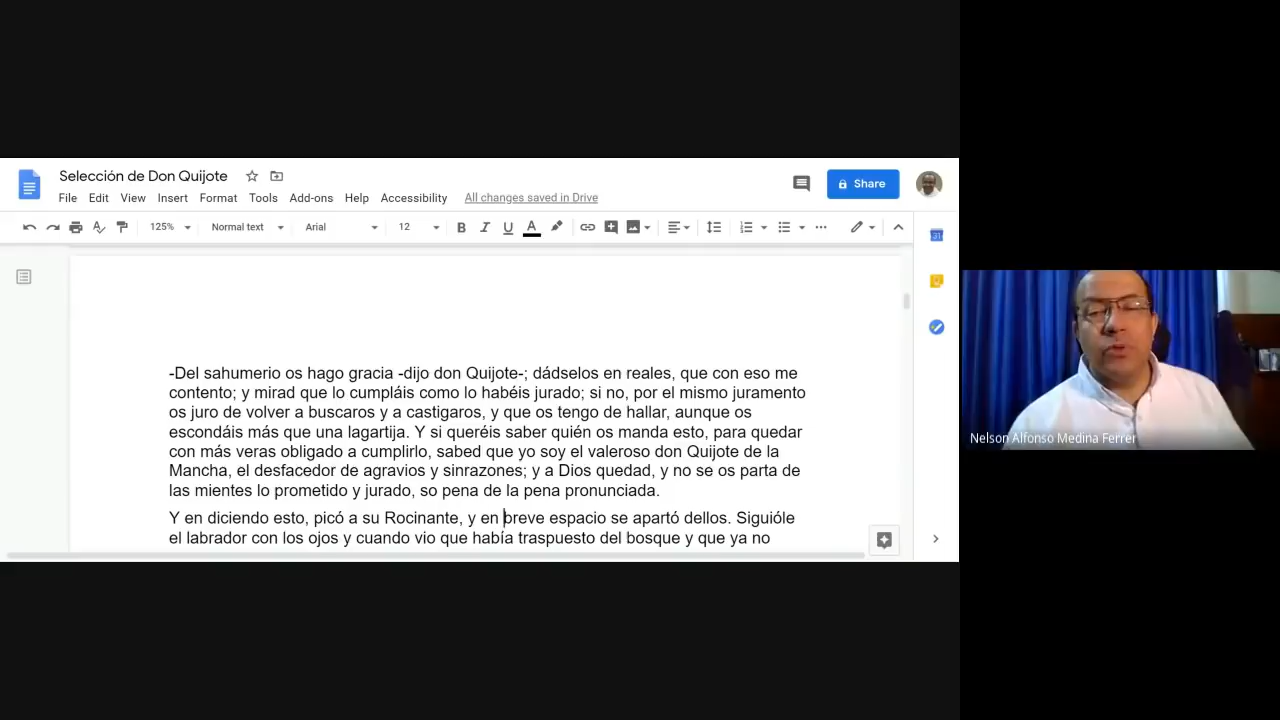 Selección de Don Quijote
Share
File Edit View Insert Format Tools Add-ons Help Accessibility All changes saved in Drive
125% Normal text Arial 12 B I U A
-Del sahumerio os hago gracia -dijo don Quijote-; dádselos en reales, que con eso me
contento; y mirad que lo cumpláis como lo habéis jurado; si no, por el mismo juramento
os juro de volver a buscaros y a castigaros, y que os tengo de hallar, aunque os
escondáis más que una lagartija. Y si queréis saber quién os manda esto, para quedar
con más veras obligado a cumplirlo, sabed que yo soy el valeroso don Quijote de la
Mancha, el desfacedor de agravios y sinrazones; y a Dios quedad, y no se os parta de
las mientes lo prometido y jurado, so pena de la pena pronunciada.
Y en diciendo esto, picó a su Rocinante, y en breve espacio se apartó dellos. Siguióle
el labrador con los ojos y cuando vio que había traspuesto del bosque y que ya no
Nelson Alfonso Medina Ferrer